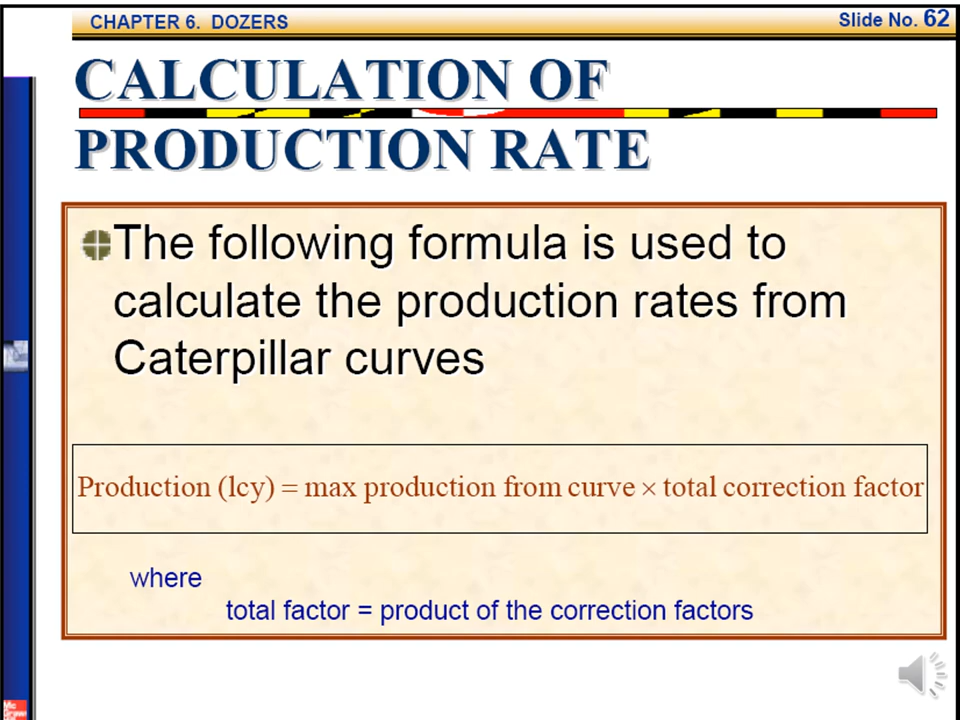 CHAPTER 6. DOZERS
Slide No. 62
CALCULATION OF
PRODUCTION RATE
The following formula is used to
calculate the production rates from
Caterpillar curves
Production (lcy) = max production from curve × total correction factor
where
total factor = product of the correction factors